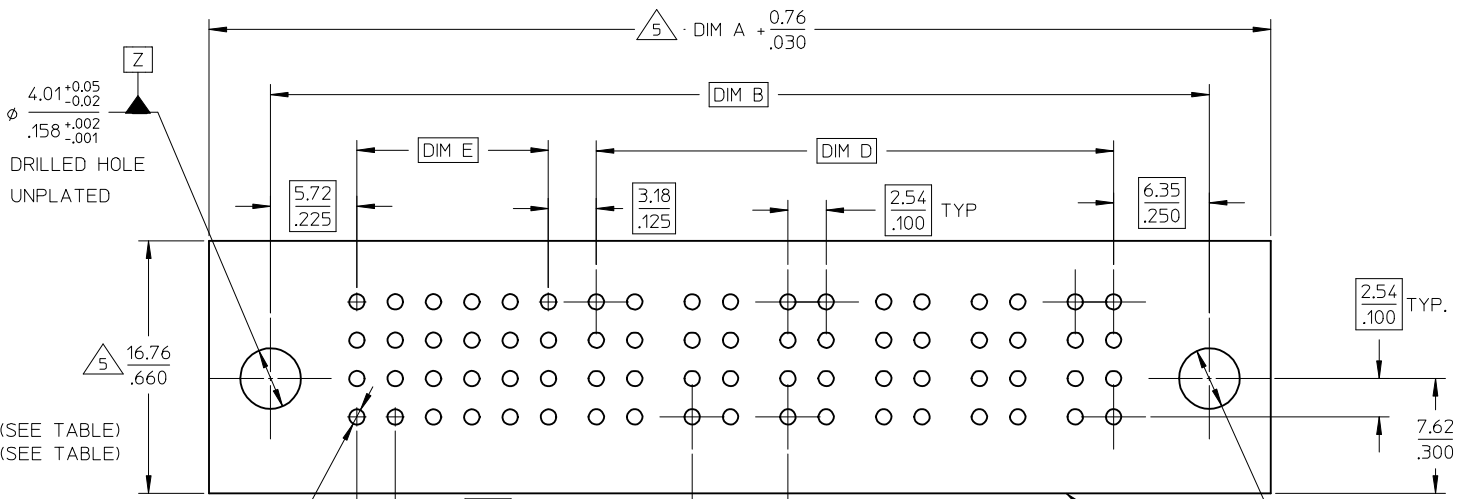 5 DIM A + 0.76
.030
Z
DIM B
⌀ 4.01 +0.05 -0.02
.158 +.002 -.001
DRILLED HOLE
UNPLATED
DIM E
DIM D
5.72
.225
3.18
.125
2.54
.100 TYP
6.35
.250
2.54
.100 TYP.
5 16.76
.660
7.62
.300
(SEE TABLE)
(SEE TABLE)